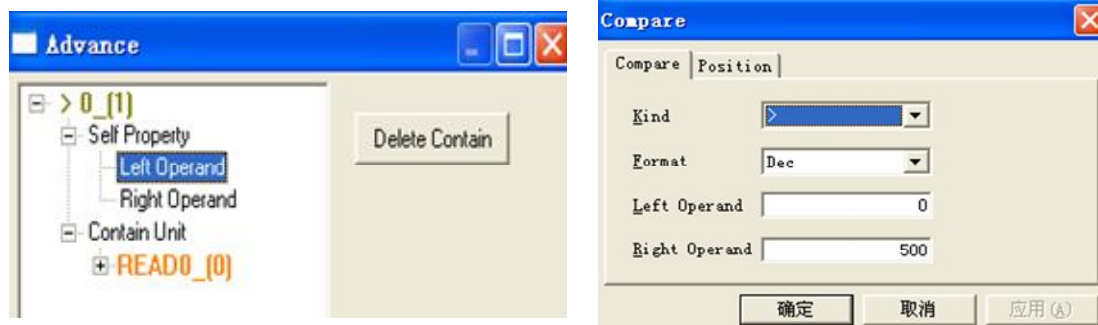 Advance
> 0_(1)
Self Property
Left Operand
Right Operand
Contain Unit
READ0_(0)
Delete Contain
Compare
Compare Position
Kind >
Format Dec
Left Operand 0
Right Operand 500
确定 取消 应用(A)